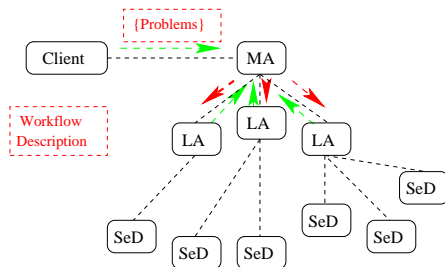 {Problems}
Client
MA
Workflow
Description
LA
LA
LA
SeD
SeD
SeD
SeD
SeD
SeD